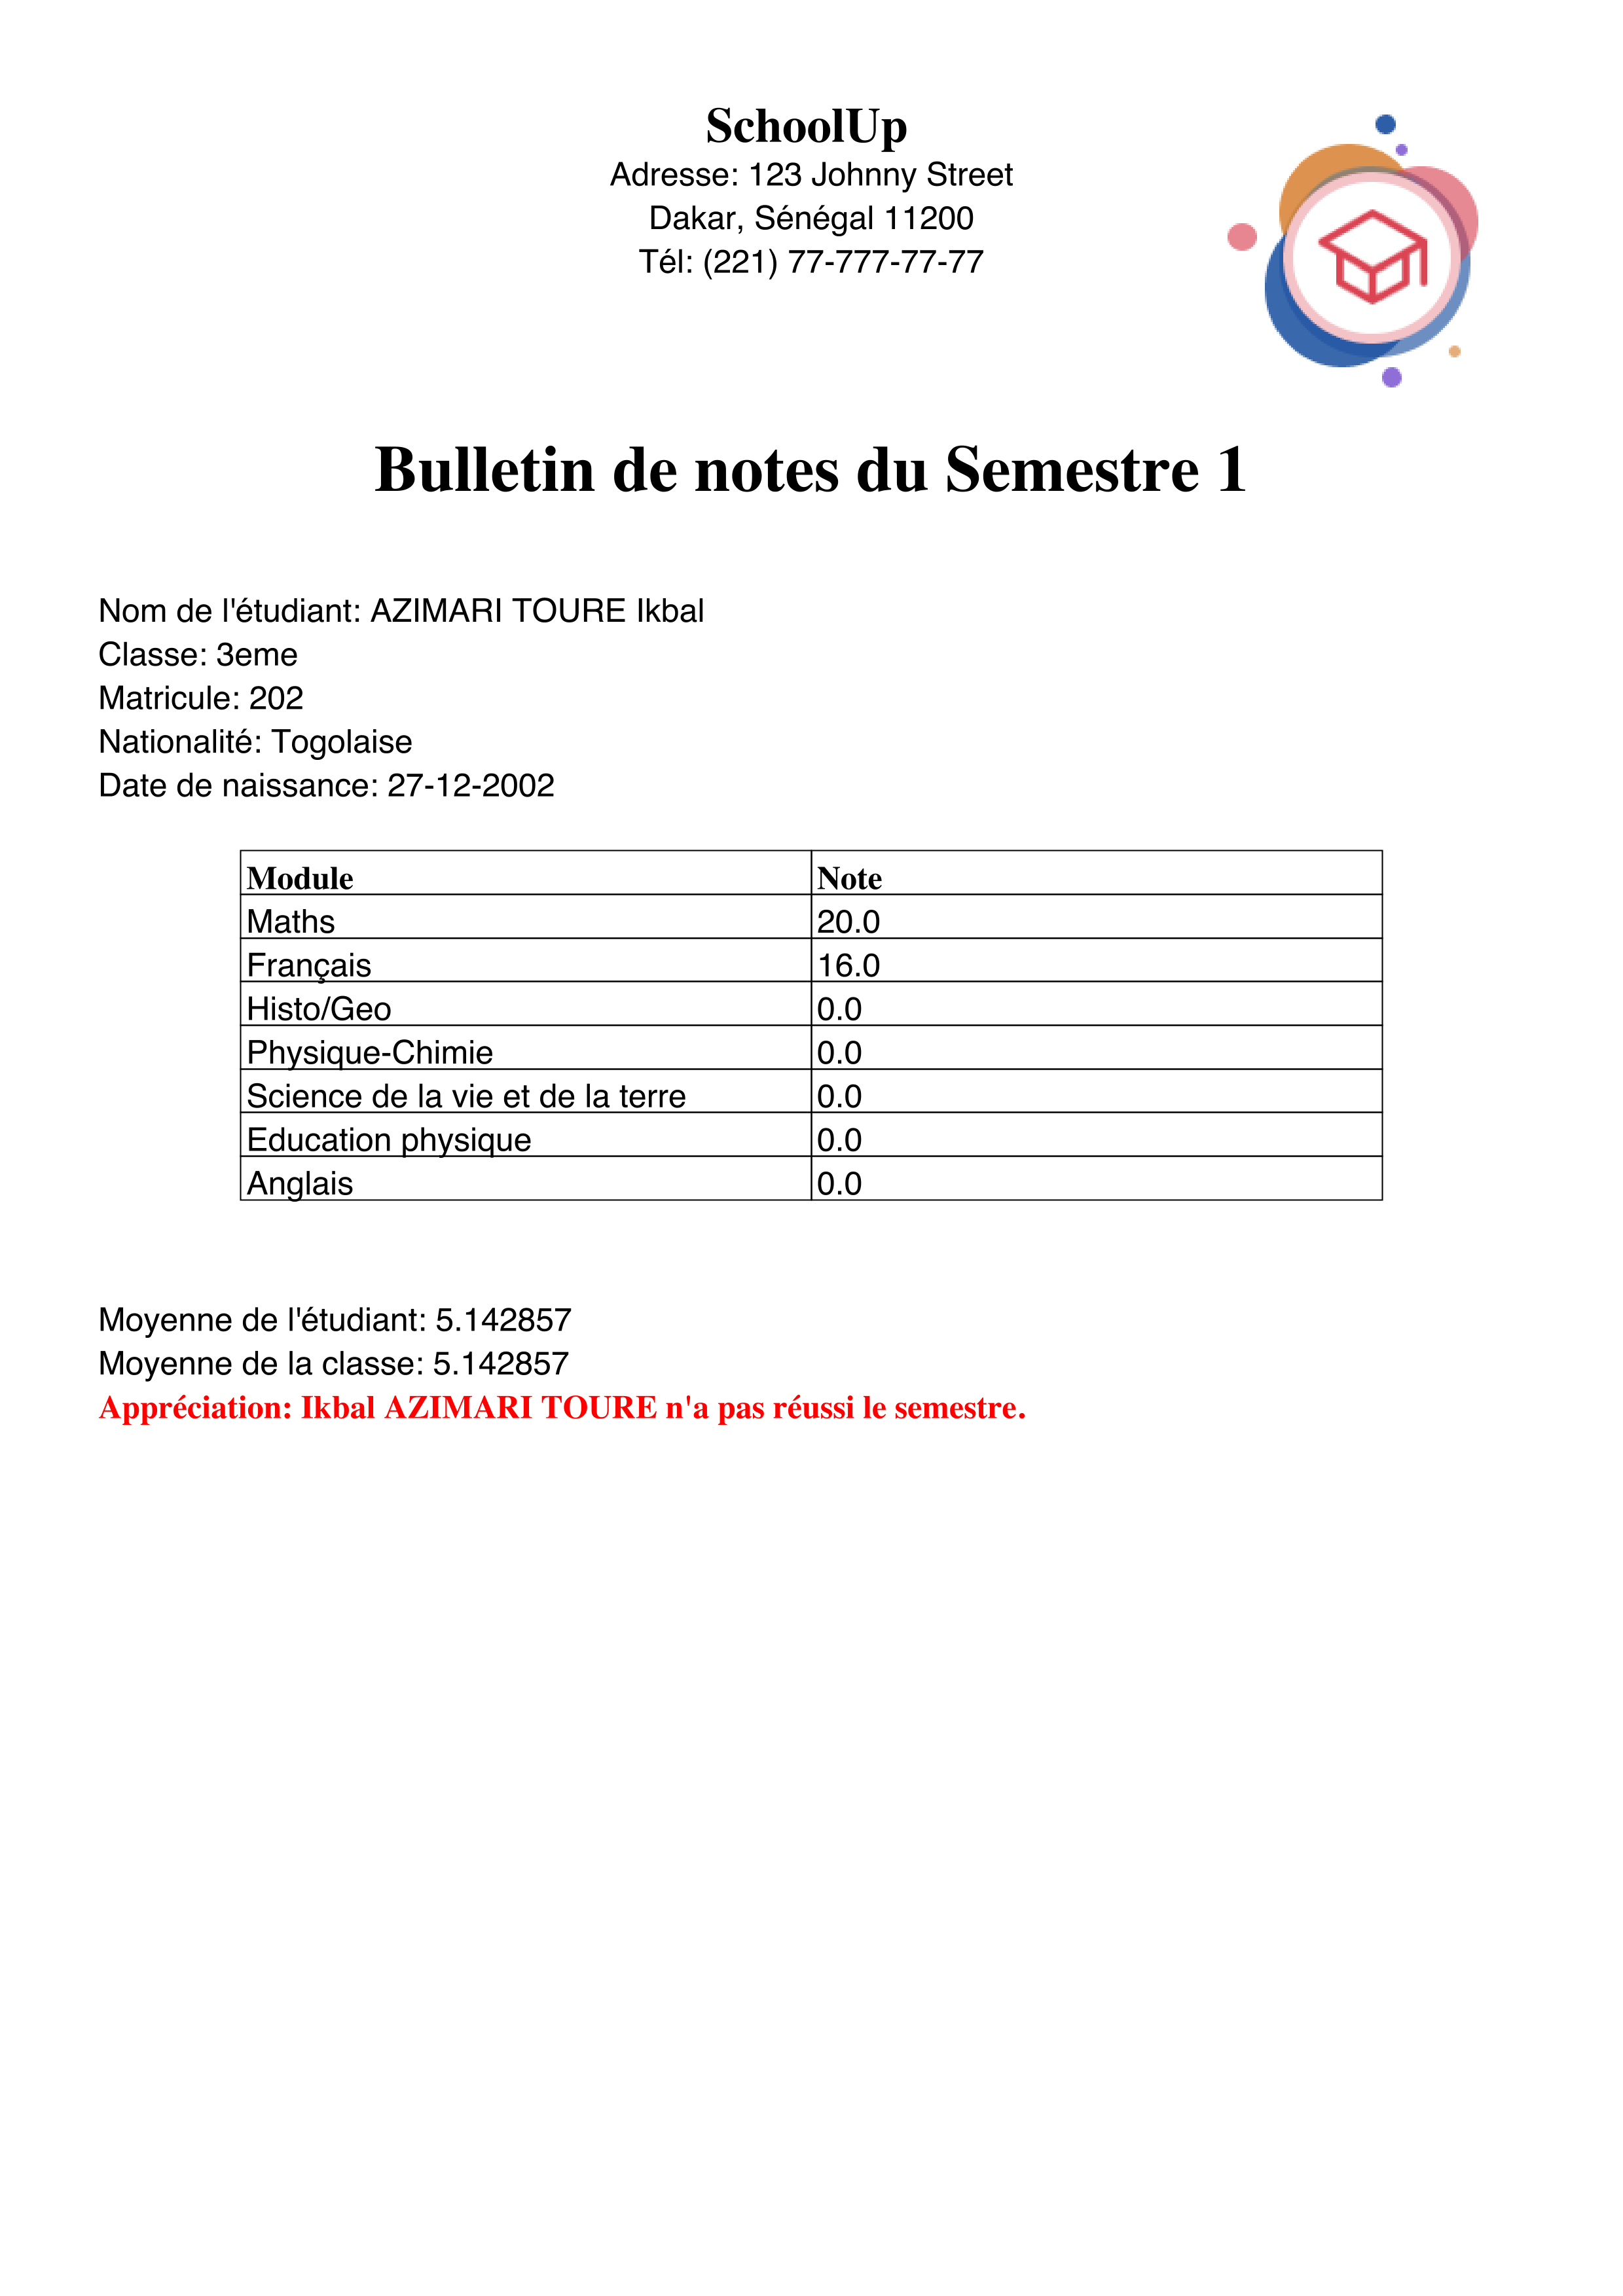 SchoolUp
Adresse: 123 Johnny Street
Dakar, Sénégal 11200
Tél: (221) 77-777-77-77
Bulletin de notes du Semestre 1
Nom de l'étudiant: AZIMARI TOURE Ikbal
Classe: 3eme
Matricule: 202
Nationalité: Togolaise
Date de naissance: 27-12-2002
Module Note
Maths 20.0
Français 16.0
Histo/Geo 0.0
Physique-Chimie 0.0
Science de la vie et de la terre 0.0
Education physique 0.0
Anglais 0.0
Moyenne de l'étudiant: 5.142857
Moyenne de la classe: 5.142857
Appréciation: Ikbal AZIMARI TOURE n'a pas réussi le semestre.